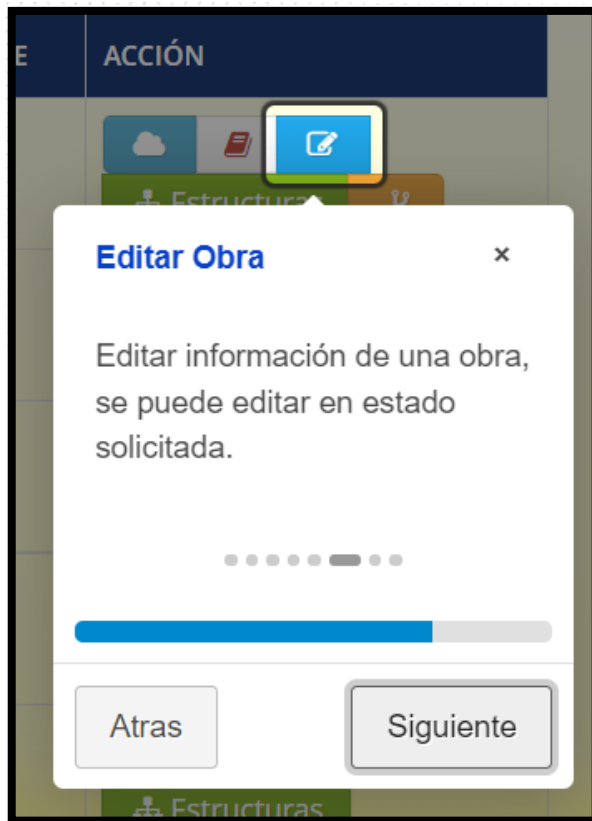 E
ACCIÓN
Estructuras
Editar Obra
×
Editar información de una obra,
se puede editar en estado
solicitada.
Atras
Siguiente
Estructuras